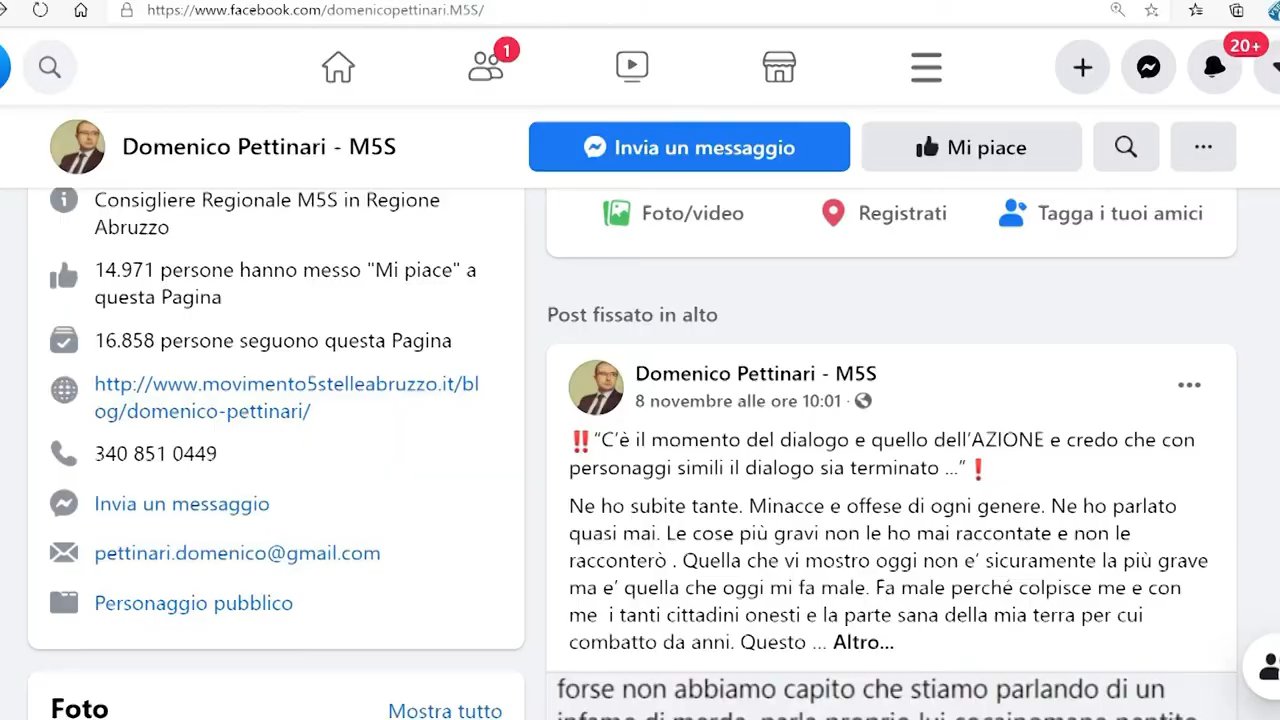 https://www.facebook.com/domenicopettinari.M5S/
1
20+
Domenico Pettinari - M5S
Invia un messaggio
Mi piace
Consigliere Regionale M5S in Regione
Abruzzo
14.971 persone hanno messo "Mi piace" a
questa Pagina
16.858 persone seguono questa Pagina
http://www.movimento5stelleabruzzo.it/bl
og/domenico-pettinari/
340 851 0449
Invia un messaggio
pettinari.domenico@gmail.com
Personaggio pubblico
Foto
Mostra tutto
Foto/video
Registrati
Tagga i tuoi amici
Post fissato in alto
Domenico Pettinari - M5S
8 novembre alle ore 10:01 ·
‼️“C’è il momento del dialogo e quello dell’AZIONE e credo che con
personaggi simili il dialogo sia terminato ...”❗
Ne ho subite tante. Minacce e offese di ogni genere. Ne ho parlato
quasi mai. Le cose più gravi non le ho mai raccontate e non le
racconterò . Quella che vi mostro oggi non e’ sicuramente la più grave
ma e’ quella che oggi mi fa male. Fa male perché colpisce me e con
me i tanti cittadini onesti e la parte sana della mia terra per cui
combatto da anni. Questo ... Altro...
forse non abbiamo capito che stiamo parlando di un
infame di merda, parla proprio lui cocainomane pentito